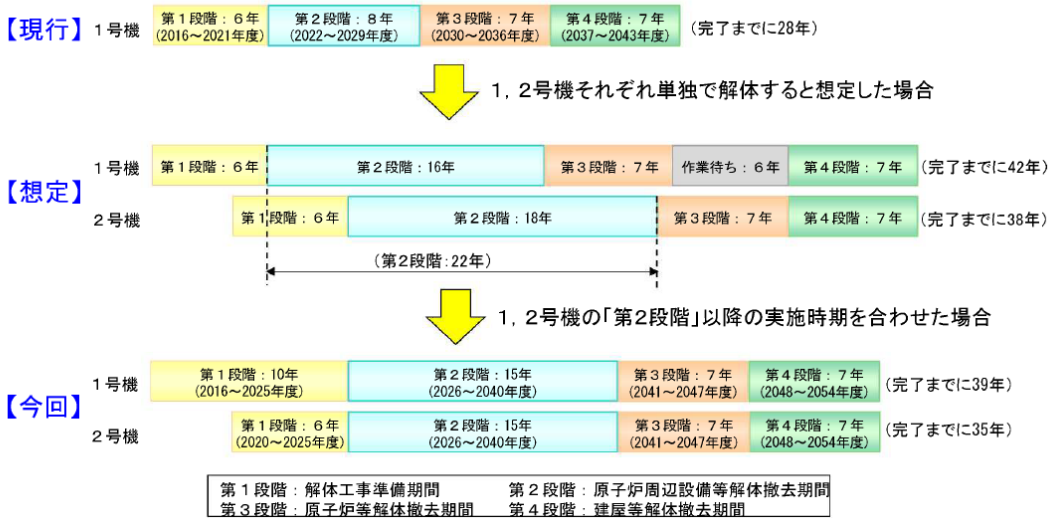 【現行】 1号機 第1段階：6年 第2段階：8年 第3段階：7年 第4段階：7年 (完了までに28年)
(2016～2021年度) (2022～2029年度) (2030～2036年度) (2037～2043年度)
1，2号機それぞれ単独で解体すると想定した場合
【想定】
1号機 第1段階：6年 第2段階：16年 第3段階：7年 作業待ち：6年 第4段階：7年 (完了までに42年)
2号機 第1段階：6年 第2段階：18年 第3段階：7年 第4段階：7年 (完了までに38年)
(第2段階：22年)
1，2号機の「第2段階」以降の実施時期を合わせた場合
【今回】
1号機 第1段階：10年 第2段階：15年 第3段階：7年 第4段階：7年 (完了までに39年)
(2016～2025年度) (2026～2040年度) (2041～2047年度) (2048～2054年度)
2号機 第1段階：6年 第2段階：15年 第3段階：7年 第4段階：7年 (完了までに35年)
(2020～2025年度) (2026～2040年度) (2041～2047年度) (2048～2054年度)
第1段階：解体工事準備期間 第2段階：原子炉周辺設備等解体撤去期間
第3段階：原子炉等解体撤去期間 第4段階：建屋等解体撤去期間